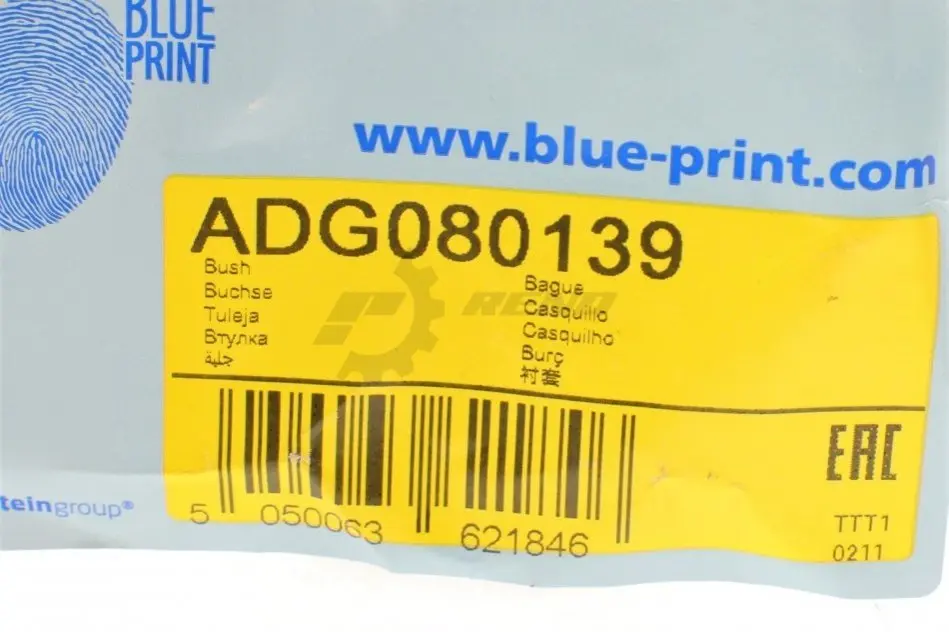 BLUE
PRINT
www.blue-print.com
ADG080139
Bush
Buchse
Tuleja
Втулка
جلبة
Bague
Casquillo
Casquilho
Burç
衬套
5 050063 621846
EAC
TTT1
0211
teingroup®